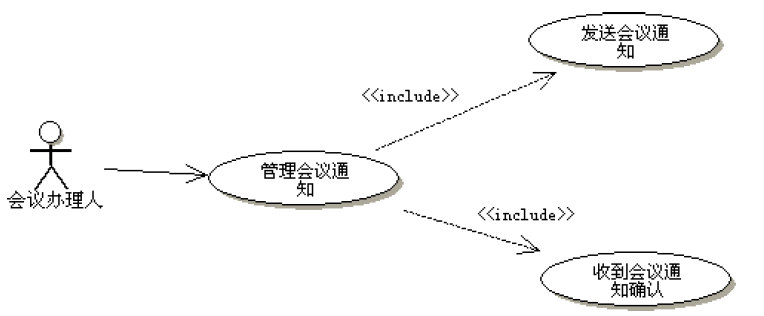 发送会议通
知
<<include>>
管理会议通
知
会议办理人
<<include>>
收到会议通
知确认